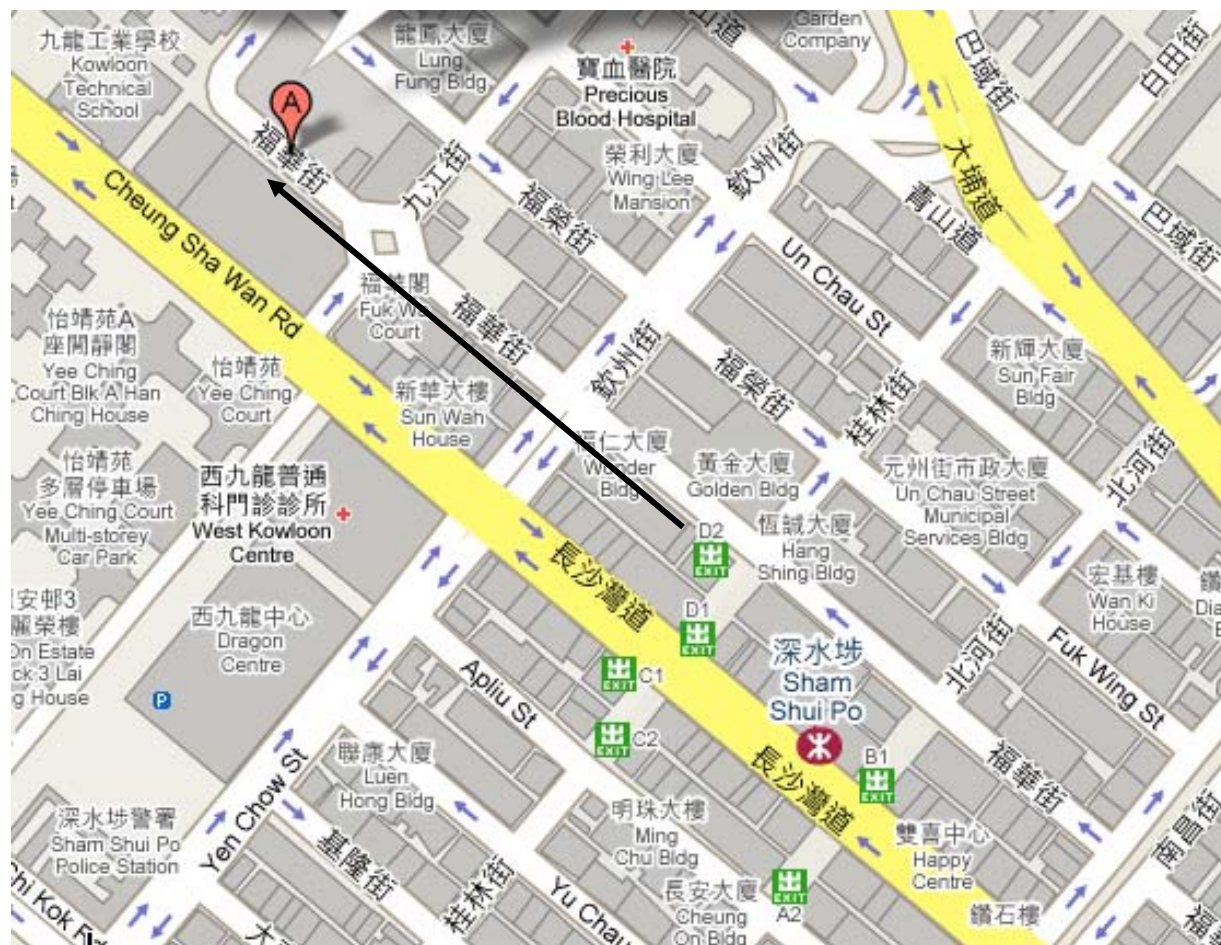 九龍工業學校
Kowloon
Technical
School
龍鳳大廈
Lung
Fung Bldg
寶血醫院
Precious
Blood Hospital
Garden
Company
巴域街
白田街
A
福華街
九江街
榮利大廈
Wing Lee
Mansion
欽州街
大埔道
青山道
巴域街
福榮街
Cheung Sha Wan Rd
Un Chau St
怡靖苑A
座閒靜閣
Yee Ching
Court Blk A Han
Ching House
怡靖苑
Yee Ching
Court
Court
福華街
新華大樓
Sun Wah
House
欽州街
福榮街
桂林街
新輝大廈
Sun Fair
Bldg
北河街
怡靖苑
多層停車場
Yee Ching Court
Multi-storey
Car Park
西九龍普通
科門診診所
West Kowloon
Centre
福仁大廈
Bldg
黃金大廈
Golden Bldg
元州街市政大廈
Un Chau Street
Municipal
Services Bldg
D2
出
EXIT
恆誠大廈
Hang
Shing Bldg
長沙灣道
宏基樓
Wan Ki
House
西九龍中心
Dragon
Centre
D1
出
EXIT
北河街
Fuk Wing St
出
EXIT
C1
深水埗
Sham
Shui Po
Apliu St
P
出
EXIT
C2
B1
出
EXIT
長沙灣道
福華街
聯康大廈
Luen
Hong Bldg
Yen Chow St
深水埗警署
Sham Shui Po
Police Station
基隆街
明珠大樓
Ming
Chu Bldg
雙喜中心
Happy
Centre
南昌街
桂林街
Yu Chau
長安大廈
Cheung
On Bldg
出
EXIT
A2
鑽石樓